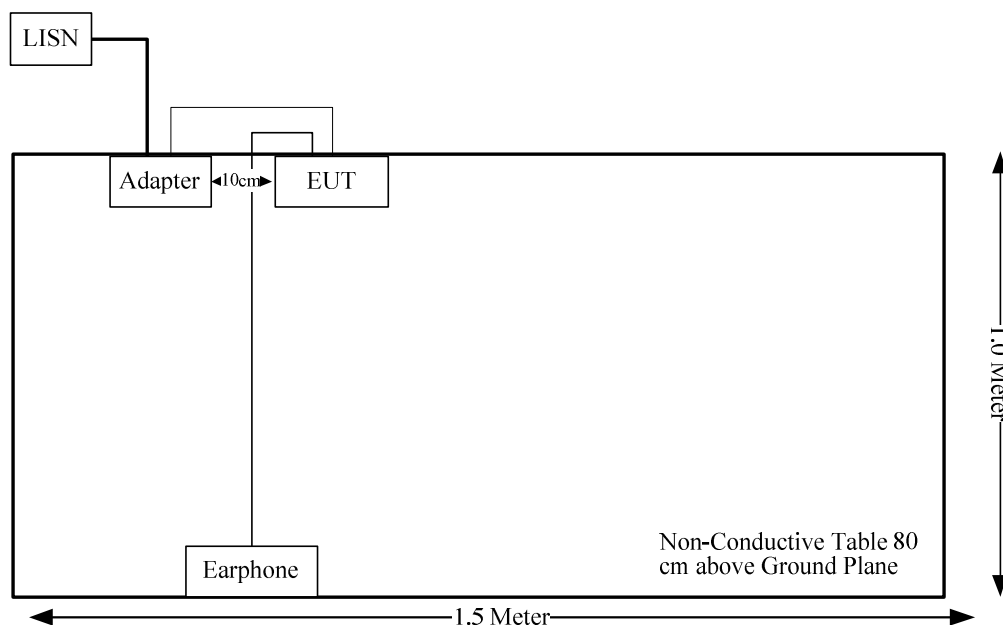 LISN
Adapter
10cm
EUT
1.0 Meter
Earphone
Non-Conductive Table 80
cm above Ground Plane
1.5 Meter